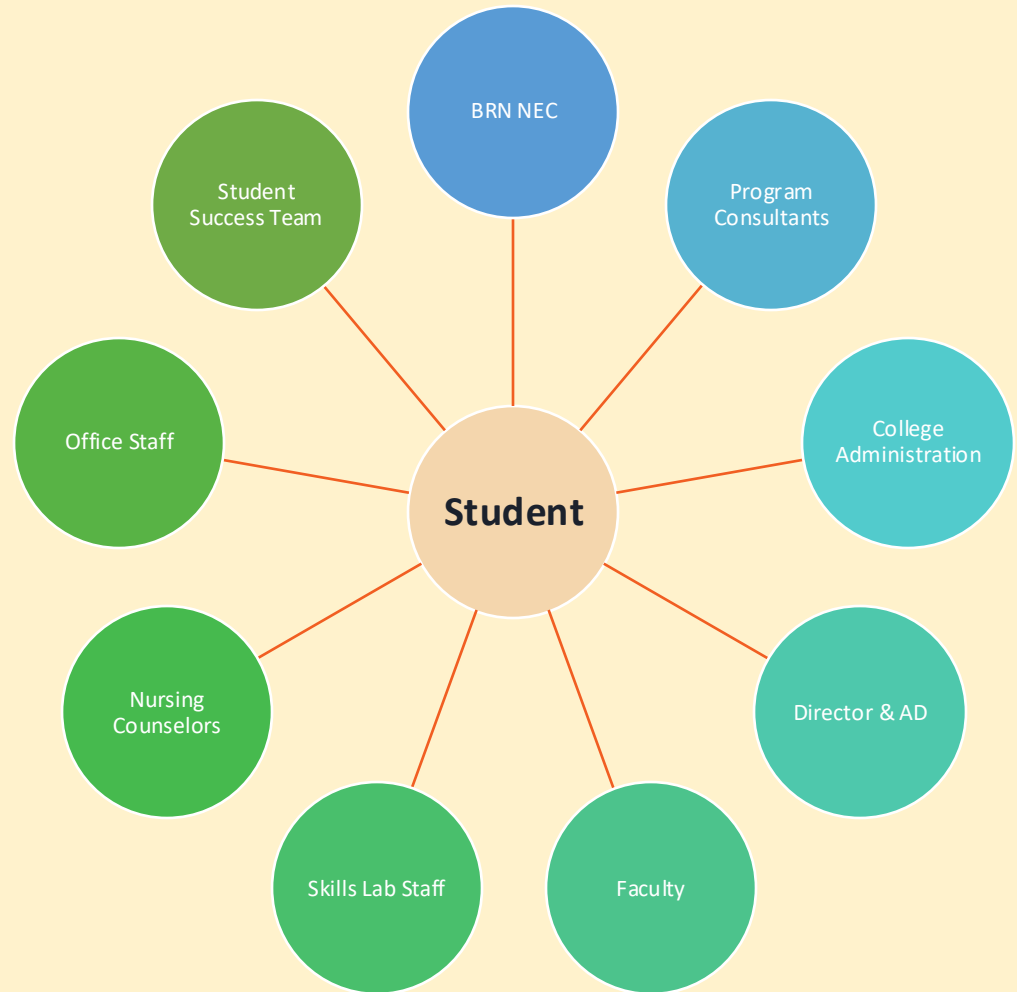 BRN NEC
Student
Success Team
Program
Consultants
Office Staff
College
Administration
Student
Nursing
Counselors
Director & AD
Skills Lab Staff
Faculty